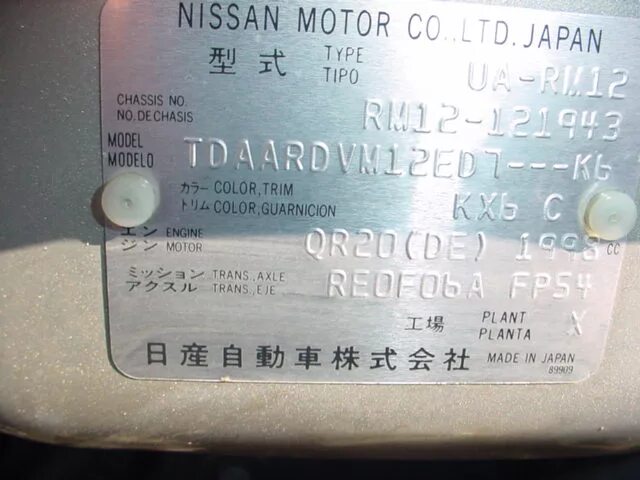 NISSAN MOTOR CO.,LTD. JAPAN
型式 TYPE TIPO UA-RM12
CHASSIS NO. NO. DE CHASIS RM12-121943
MODEL MODELO TDAARDVM12ED7---K6
カラー COLOR,TRIM
トリム COLOR,GUARNICION KX6 C
エンジン ENGINE MOTOR QR20(DE) 1998 CC
ミッション TRANS.,AXLE
アクスル TRANS.,EJE RE0F06A FP54
工場 PLANT PLANTA X
日産自動車株式会社 MADE IN JAPAN
89909